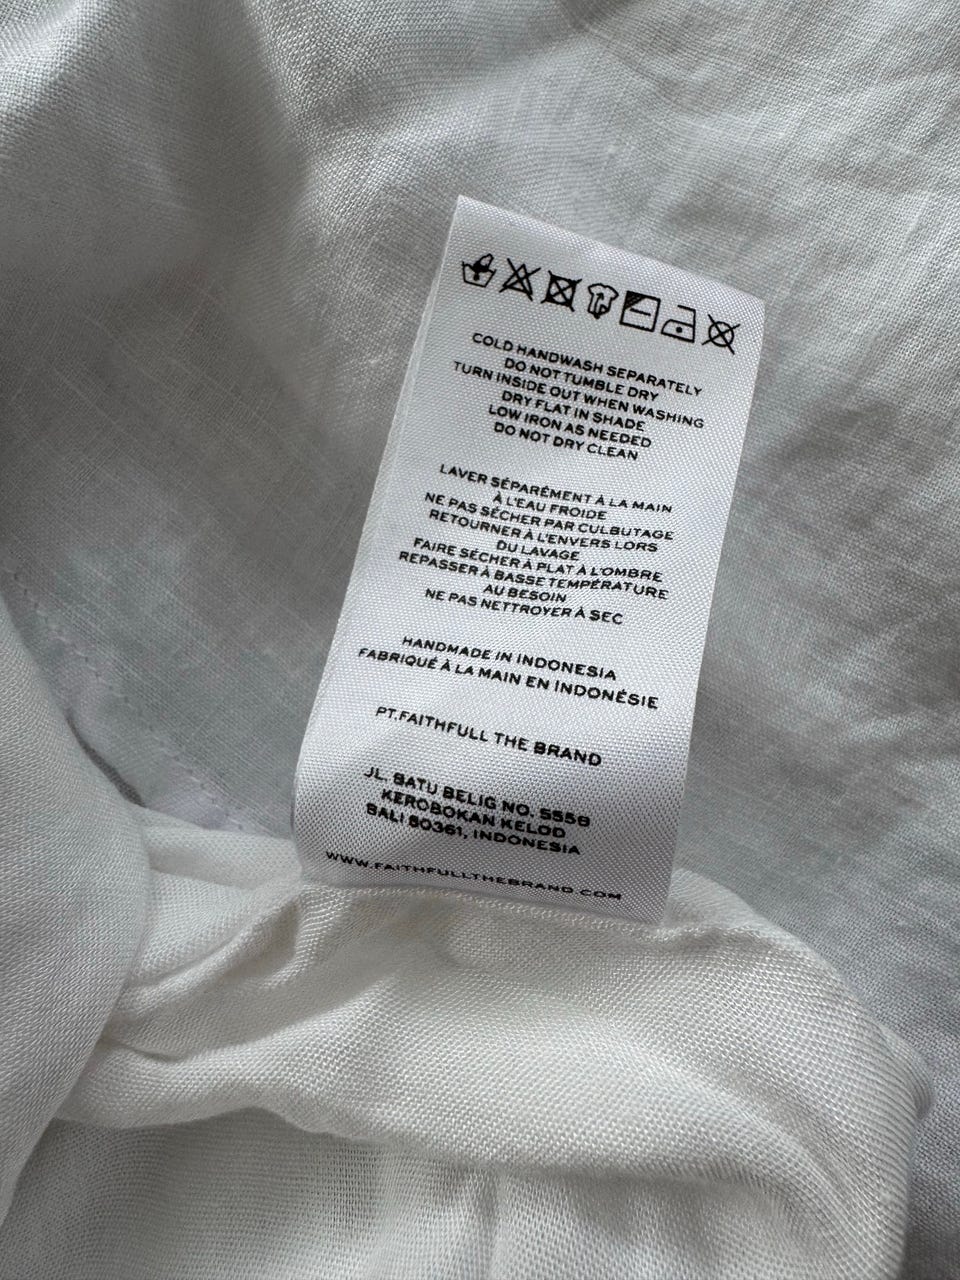 COLD HANDWASH SEPARATELY
DO NOT TUMBLE DRY
TURN INSIDE OUT WHEN WASHING
DRY FLAT IN SHADE
LOW IRON AS NEEDED
DO NOT DRY CLEAN
LAVER SÉPARÉMENT À LA MAIN
À L'EAU FROIDE
NE PAS SÉCHER PAR CULBUTAGE
RETOURNER À L'ENVERS LORS
DU LAVAGE
FAIRE SÉCHER À PLAT À L'OMBRE
REPASSER À BASSE TEMPÉRATURE
AU BESOIN
NE PAS NETTROYER À SEC
HANDMADE IN INDONESIA
FABRIQUÉ À LA MAIN EN INDONÉSIE
PT.FAITHFULL THE BRAND
JL. BATU BELIG NO.
KEROBOKAN KELOD
BALI 80361, INDONESIA
WWW.FAITHFULLTHEBRAND.COM